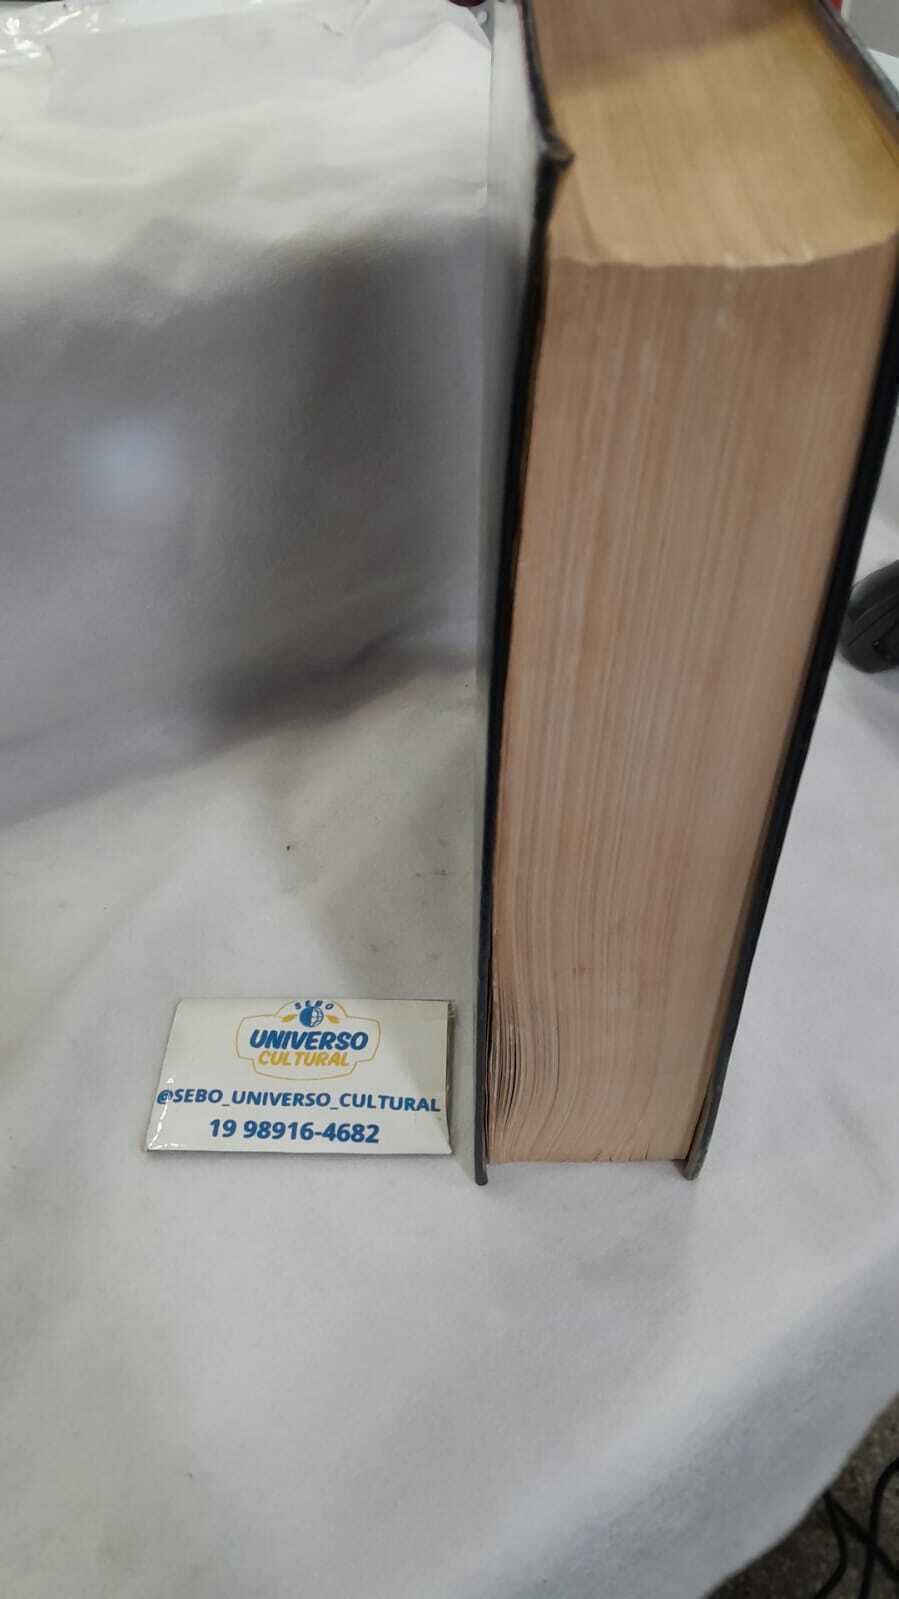 SEBO
UNIVERSO
CULTURAL
@SEBO_UNIVERSO_CULTURAL
19 98916-4682